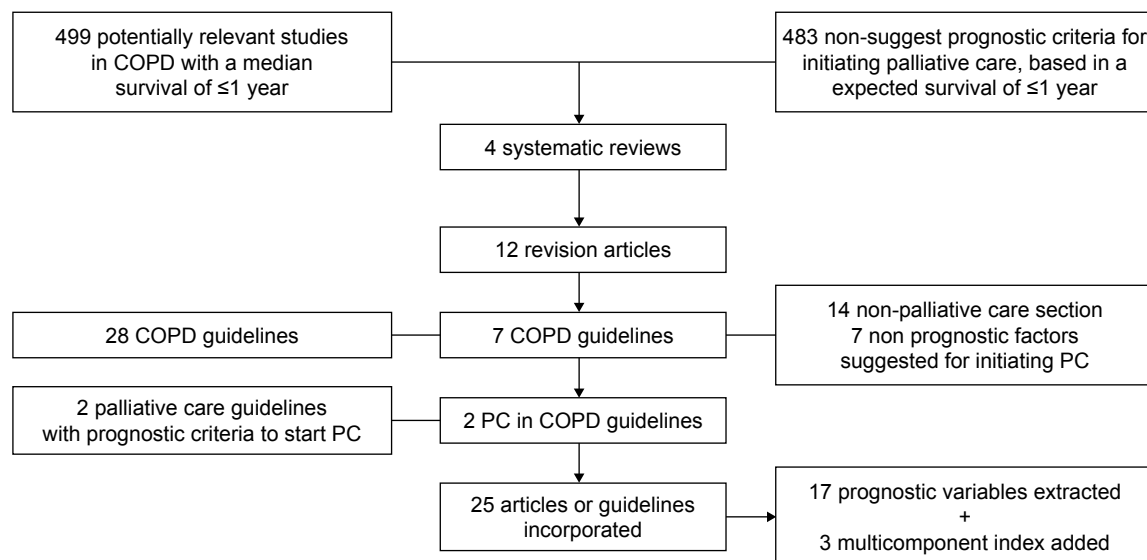 499 potentially relevant studies
in COPD with a median
survival of ≤1 year
483 non-suggest prognostic criteria for
initiating palliative care, based in a
expected survival of ≤1 year
4 systematic reviews
12 revision articles
28 COPD guidelines
7 COPD guidelines
14 non-palliative care section
7 non prognostic factors
suggested for initiating PC
2 palliative care guidelines
with prognostic criteria to start PC
2 PC in COPD guidelines
25 articles or guidelines
incorporated
17 prognostic variables extracted
+
3 multicomponent index added